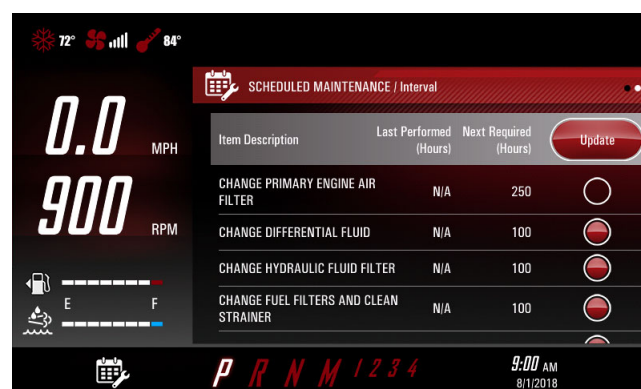 72° 84°
SCHEDULED MAINTENANCE / Interval
0.0 MPH
900 RPM
E F
Item Description Last Performed (Hours) Next Required (Hours) Update
CHANGE PRIMARY ENGINE AIR
FILTER N/A 250
CHANGE DIFFERENTIAL FLUID N/A 100
CHANGE HYDRAULIC FLUID FILTER N/A 100
CHANGE FUEL FILTERS AND CLEAN
STRAINER N/A 100
P R N M 1 2 3 4
9:00 AM
8/1/2018